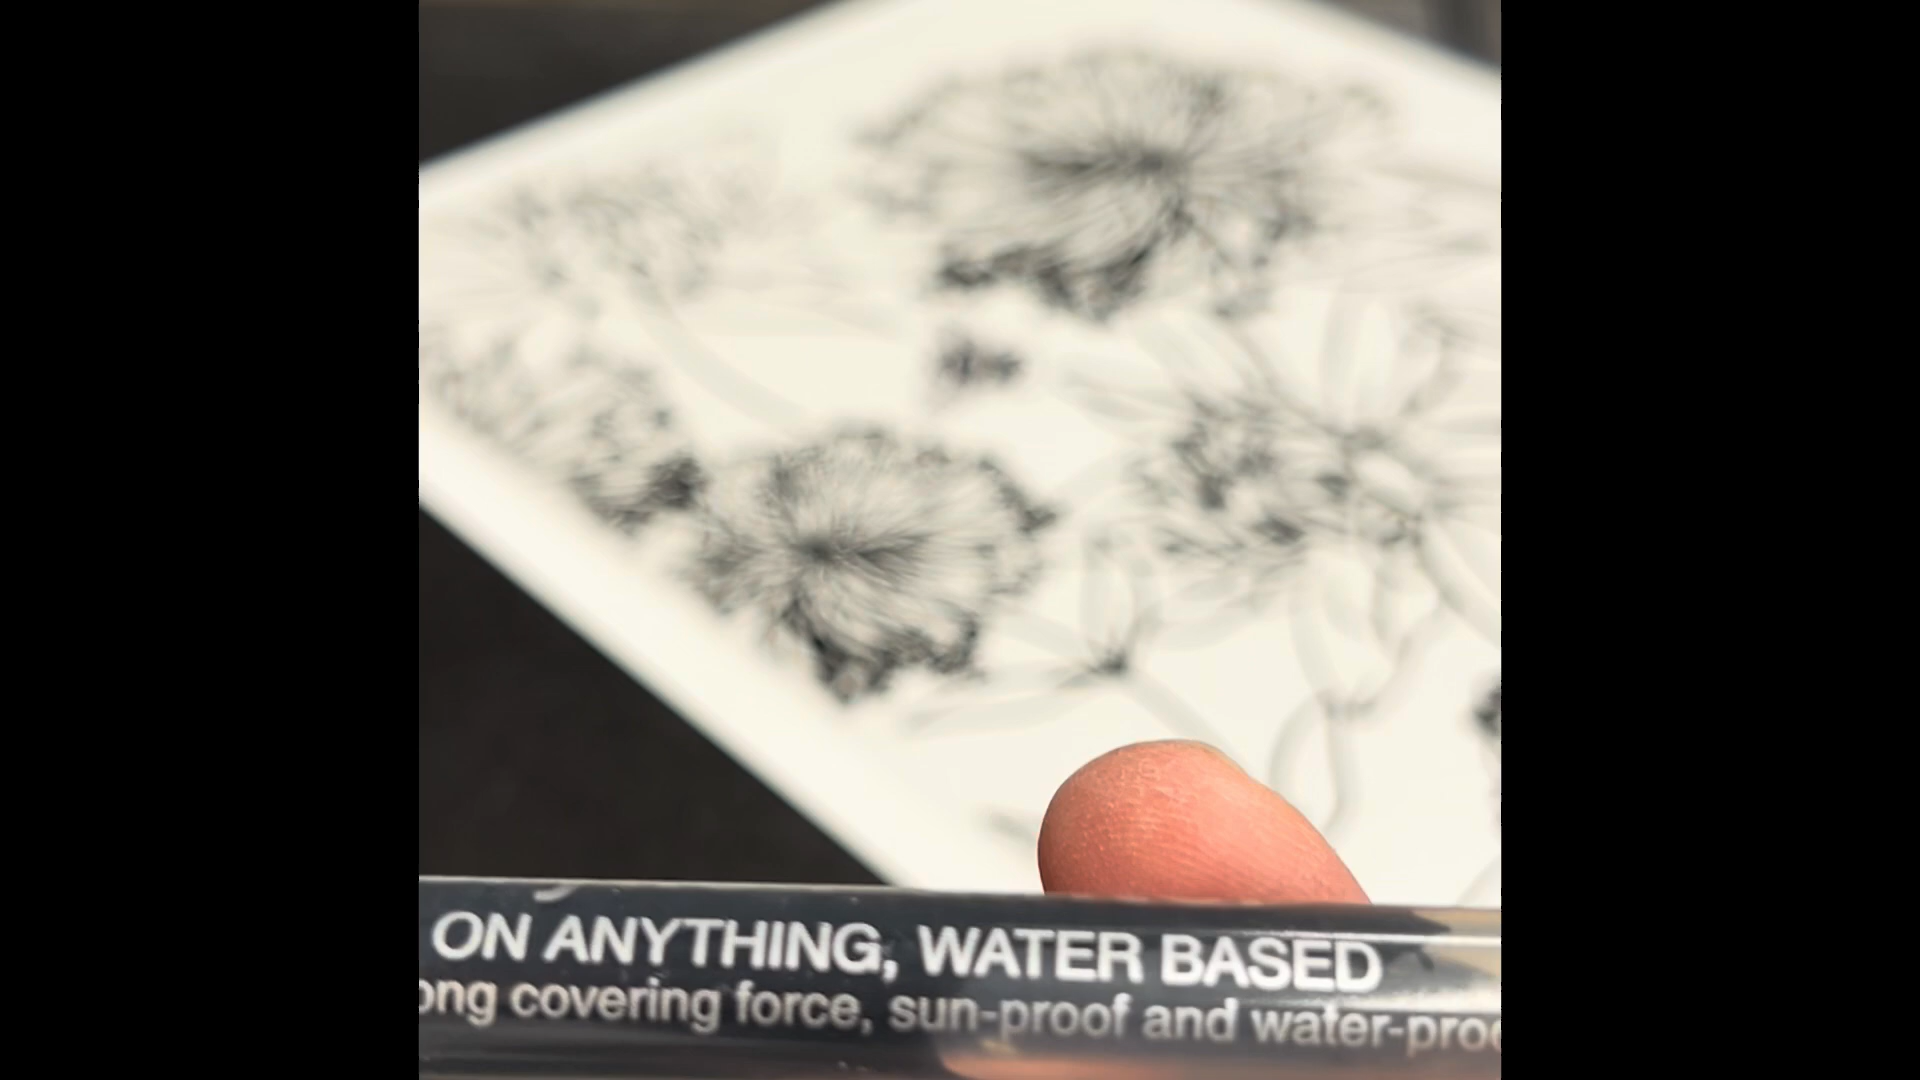 ON ANYTHING, WATER BASED
ong covering force, sun-proof and water-proo